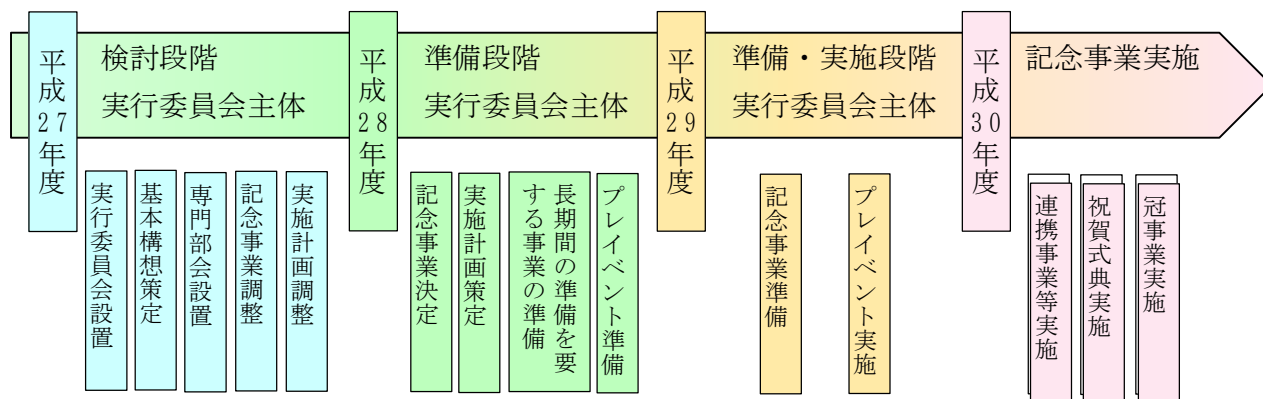 平成27年度
検討段階
実行委員会主体
平成28年度
準備段階
実行委員会主体
平成29年度
準備・実施段階
実行委員会主体
平成30年度
記念事業実施
実行委員会設置
基本構想策定
専門部会設置
記念事業調整
実施計画調整
記念事業決定
実施計画策定
長期間の準備を要
する事業の準備
プレイベント準備
記念事業準備
プレイベント実施
連携事業等実施
祝賀式典実施
冠事業実施